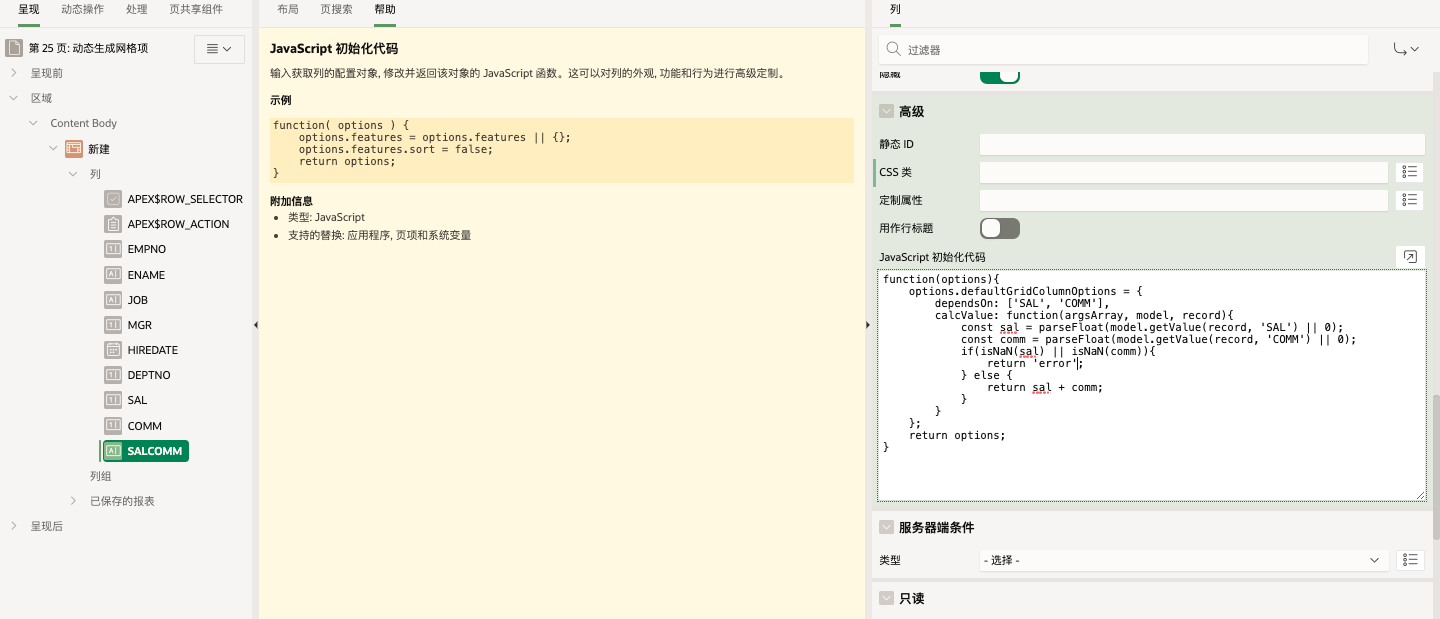 呈现
动态操作
处理
页共享组件
第 25 页: 动态生成网格项
呈现前
区域
Content Body
新建
列
APEX$ROW_SELECTOR
APEX$ROW_ACTION
EMPNO
ENAME
JOB
MGR
HIREDATE
DEPTNO
SAL
COMM
SALCOMM
列组
已保存的报表
呈现后
布局
页搜索
帮助
JavaScript 初始化代码
输入获取列的配置对象, 修改并返回该对象的 JavaScript 函数。这可以对列的外观, 功能和行为进行高级定制。
示例
function( options ) {
    options.features = options.features || {};
    options.features.sort = false;
    return options;
}
附加信息
类型: JavaScript
支持的替换: 应用程序, 页项和系统变量
列
过滤器
隐藏
高级
静态 ID
CSS 类
定制属性
用作行标题
JavaScript 初始化代码
function(options){
    options.defaultGridColumnOptions = {
        dependsOn: ['SAL', 'COMM'],
        calcValue: function(argsArray, model, record){
            const sal = parseFloat(model.getValue(record, 'SAL') || 0);
            const comm = parseFloat(model.getValue(record, 'COMM') || 0);
            if(isNaN(sal) || isNaN(comm)){
                return 'error';
            } else {
                return sal + comm;
            }
        }
    };
    return options;
}
服务器端条件
类型
- 选择 -
只读